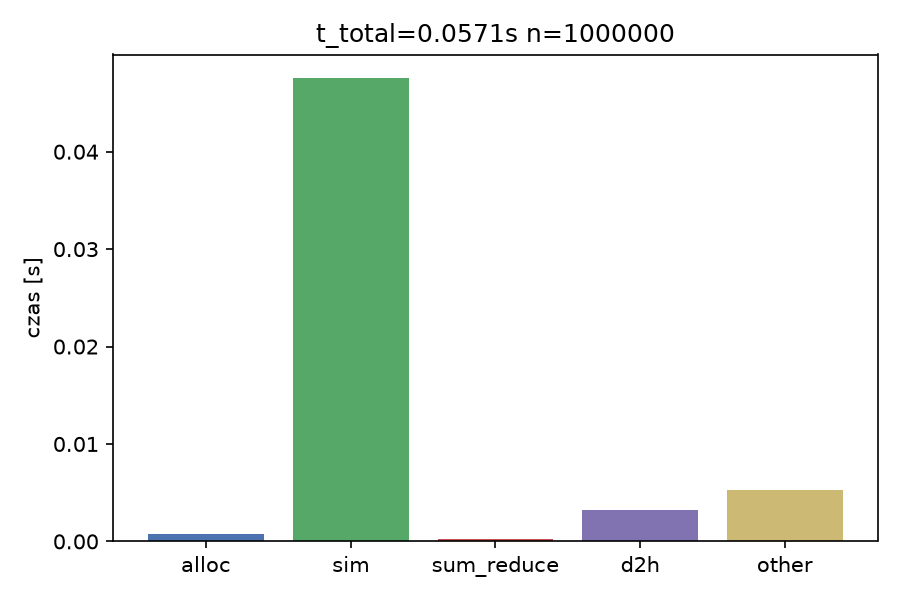 t_total=0.0571s n=1000000
czas [s]
0.04
0.03
0.02
0.01
0.00
alloc sim sum_reduce d2h other